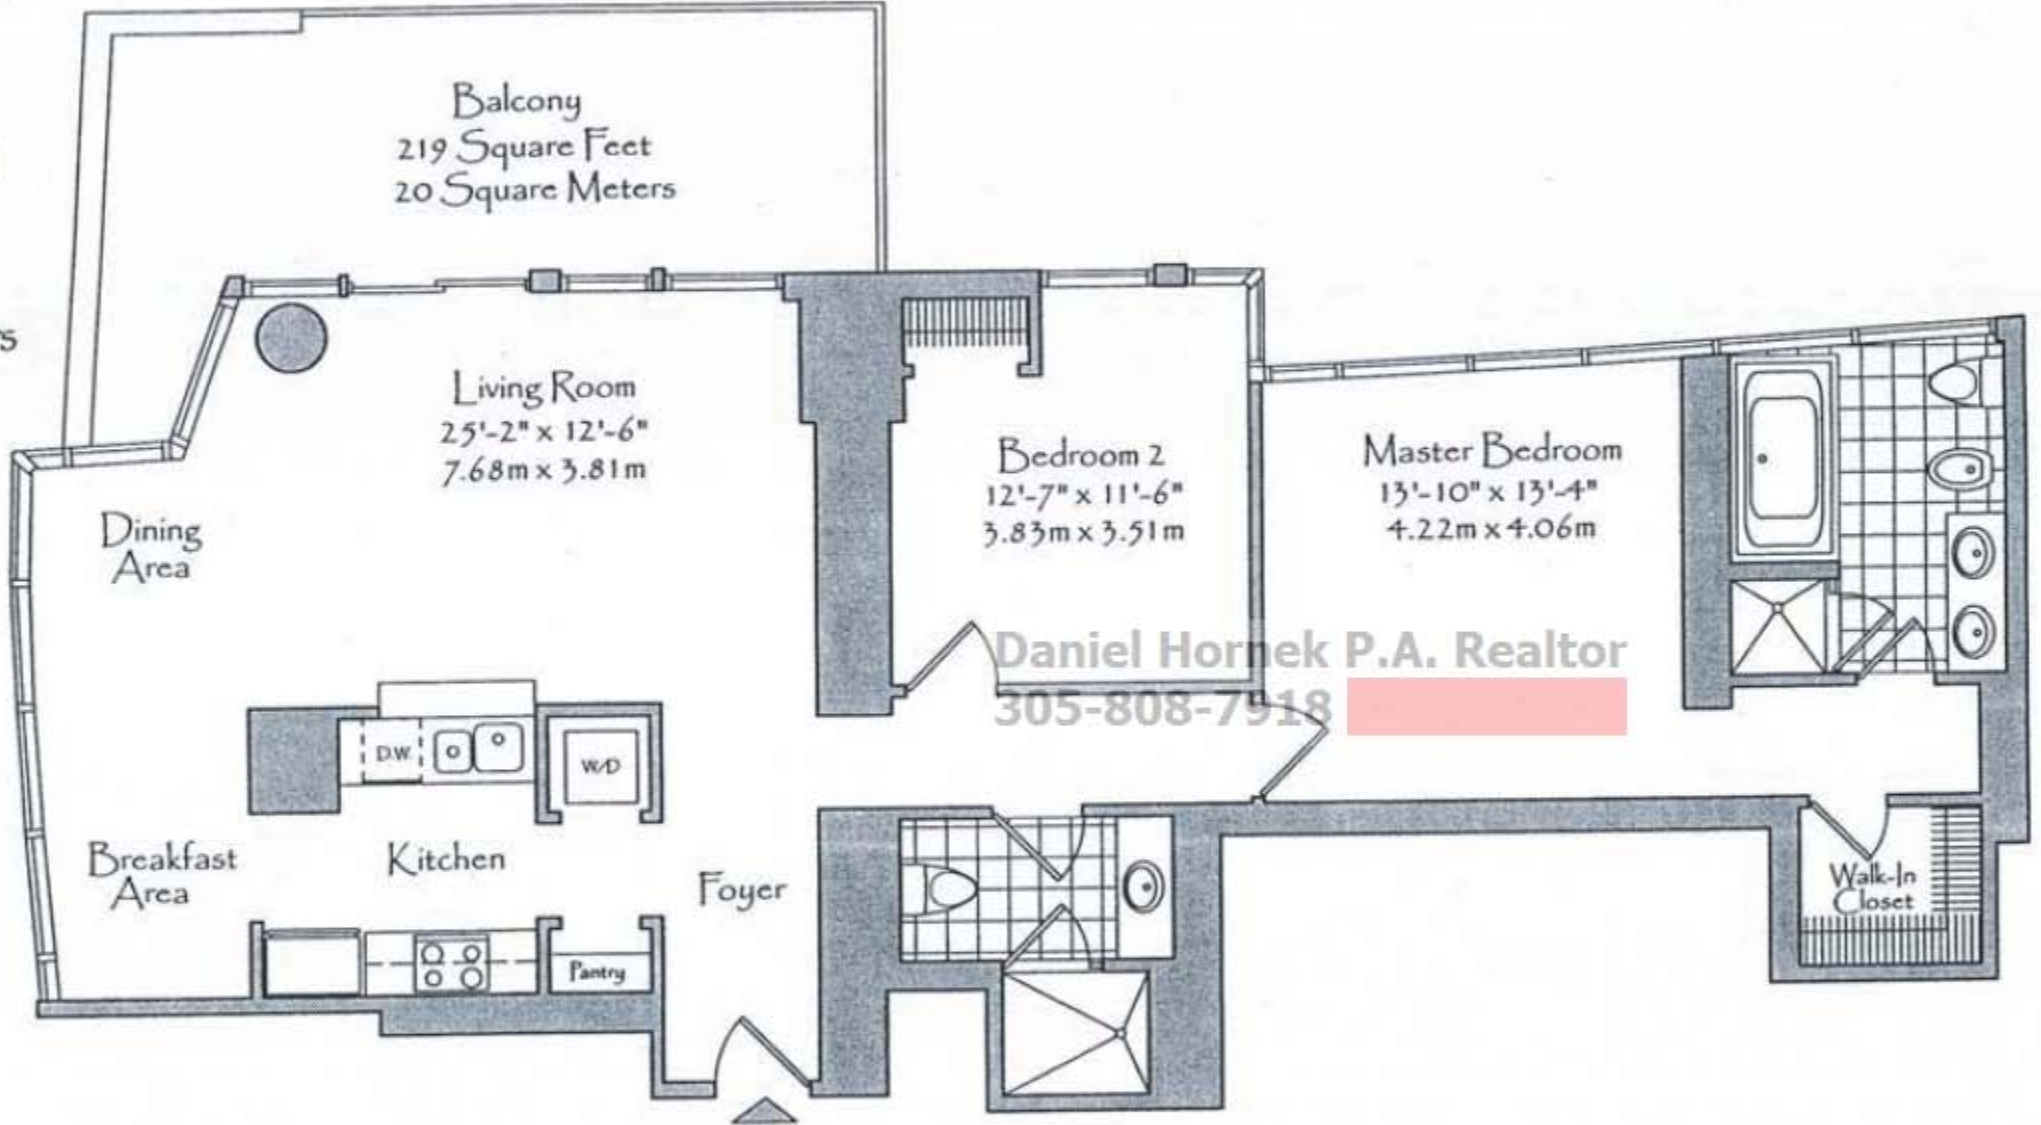 Balcony
219 Square Feet
20 Square Meters
s
Living Room
25'-2" x 12'-6"
7.68m x 3.81m
Bedroom 2
12'-7" x 11'-6"
3.83m x 3.51m
Master Bedroom
13'-10" x 13'-4"
4.22m x 4.06m
Dining
Area
Daniel Hornek P.A. Realtor
305-808-7918
D.W.
W/D
Breakfast
Area
Kitchen
Foyer
Pantry
Walk-In
Closet